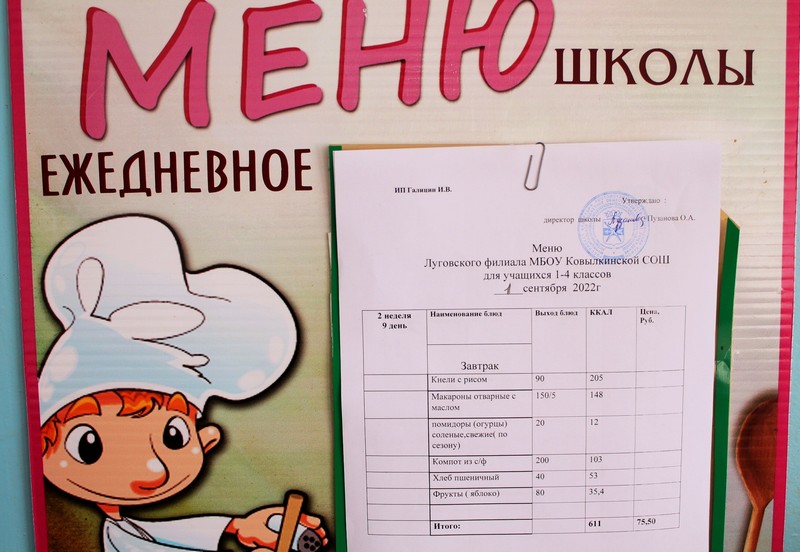 МЕНЮ
ШКОЛЫ
ЕЖЕДНЕВНОЕ
ИП Галицин И.В.
Утверждаю :
директор школы Пузанова О.А.
Меню
Луговского филиала МБОУ Ковылкинской СОШ
для учащихся 1-4 классов
1 сентября 2022г
2 неделя Наименование блюд Выход блюд ККАЛ Цена,
9 день Руб.
Завтрак
Кнели с рисом 90 205
Макароны отварные с 150/5 148
маслом
помидоры (огурцы) 20 12
соленые,свежие( по
сезону)
Компот из с/ф 200 103
Хлеб пшеничный 40 53
Фрукты ( яблоко) 80 35,4
Итого: 611 75,50